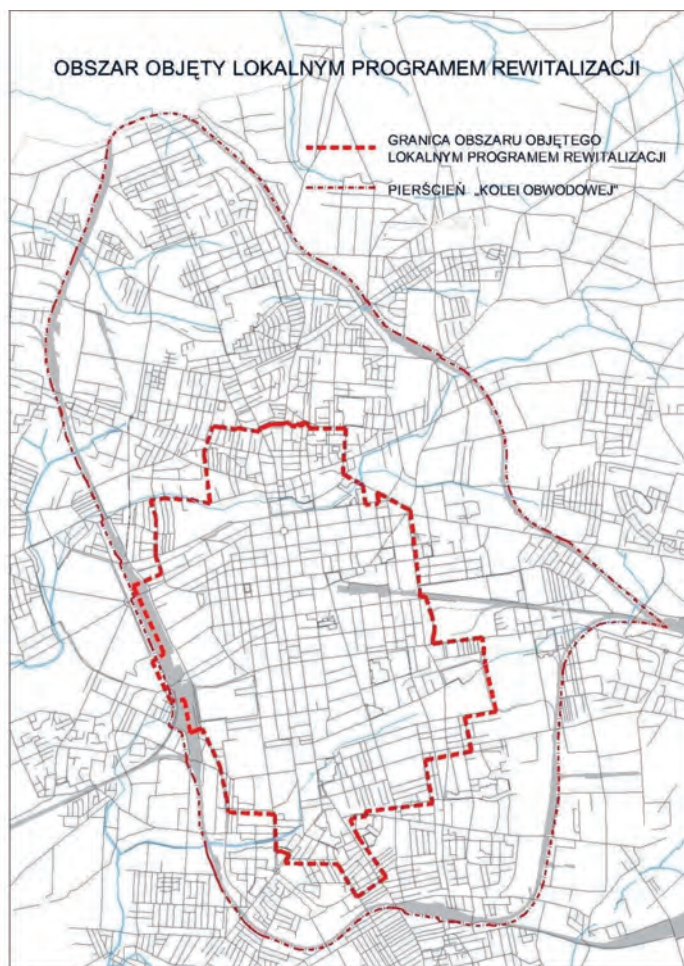 OBSZAR OBJĘTY LOKALNYM PROGRAMEM REWITALIZACJI
GRANICA OBSZARU OBJĘTEGO
LOKALNYM PROGRAMEM REWITALIZACJI
PIERŚCIEŃ „KOLEI OBWODOWEJ"